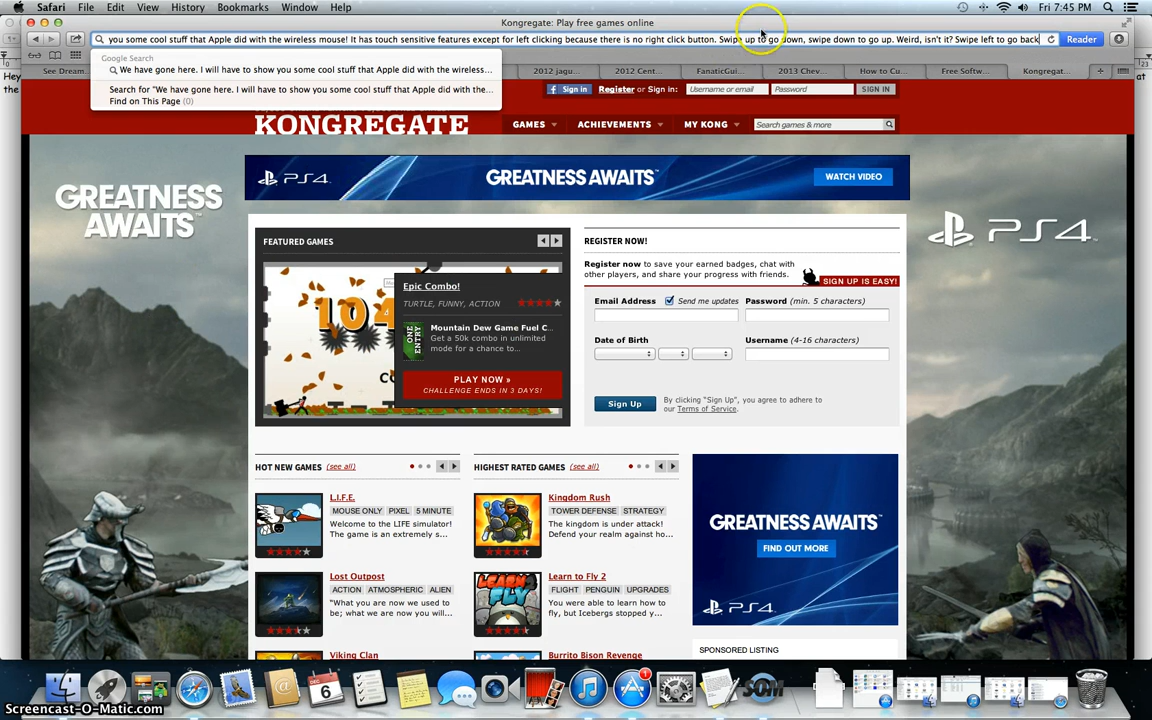 Safari File Edit View History Bookmarks Window Help Fri 7:45 PM
Kongregate: Play free games online
you some cool stuff that Apple did with the wireless mouse! It has touch sensitive features except for left clicking because there is no right click button. Swipe up to go down, swipe down to go up. Weird, isn't it? Swipe left to go back Reader
Google Search
We have gone here. I will have to show you some cool stuff that Apple did with the wireless...
Search for "We have gone here. I will have to show you some cool stuff that Apple did with the...
Find on This Page (0)
Hey
the
See Dream 2012 jagu... 2012 Cent... FanaticGui... 2013 Chev... How to Cu... Free Softw... Kongregat...
f Sign in Register or Sign in: Username or email Password SIGN IN
KONGREGATE GAMES ACHIEVEMENTS MY KONG Search games & more
GREATNESS AWAITS
PS4 GREATNESS AWAITS WATCH VIDEO
PS4
FEATURED GAMES
Epic Combo!
TURTLE, FUNNY, ACTION
ONE ENTRY
Mountain Dew Game Fuel C...
Get a 50k combo in unlimited
mode for a chance to...
PLAY NOW »
CHALLENGE ENDS IN 3 DAYS!
104
REGISTER NOW!
Register now to save your earned badges, chat with
other players, and share your progress with friends.
SIGN UP IS EASY!
Email Address Send me updates Password (min. 5 characters)
Date of Birth Username (4-16 characters)
Sign Up By clicking "Sign Up", you agree to adhere to
our Terms of Service.
HOT NEW GAMES (see all)
L.I.F.E.
MOUSE ONLY PIXEL 5 MINUTE
Welcome to the LIFE simulator!
The game is an extremely s...
Lost Outpost
ACTION ATMOSPHERIC ALIEN
"What you are now we used to
be; what we are now you will...
Viking Clan
HIGHEST RATED GAMES (see all)
Kingdom Rush
TOWER DEFENSE STRATEGY
The kingdom is under attack!
Defend your realm against ho...
Learn to Fly 2
FLIGHT PENGUIN UPGRADES
You were able to learn how to
fly, but Icebergs stopped y...
Burrito Bison Revenge
GREATNESS AWAITS
FIND OUT MORE
PS4
SPONSORED LISTING
DEC
6
1
SOM
Screencast-O-Matic.com